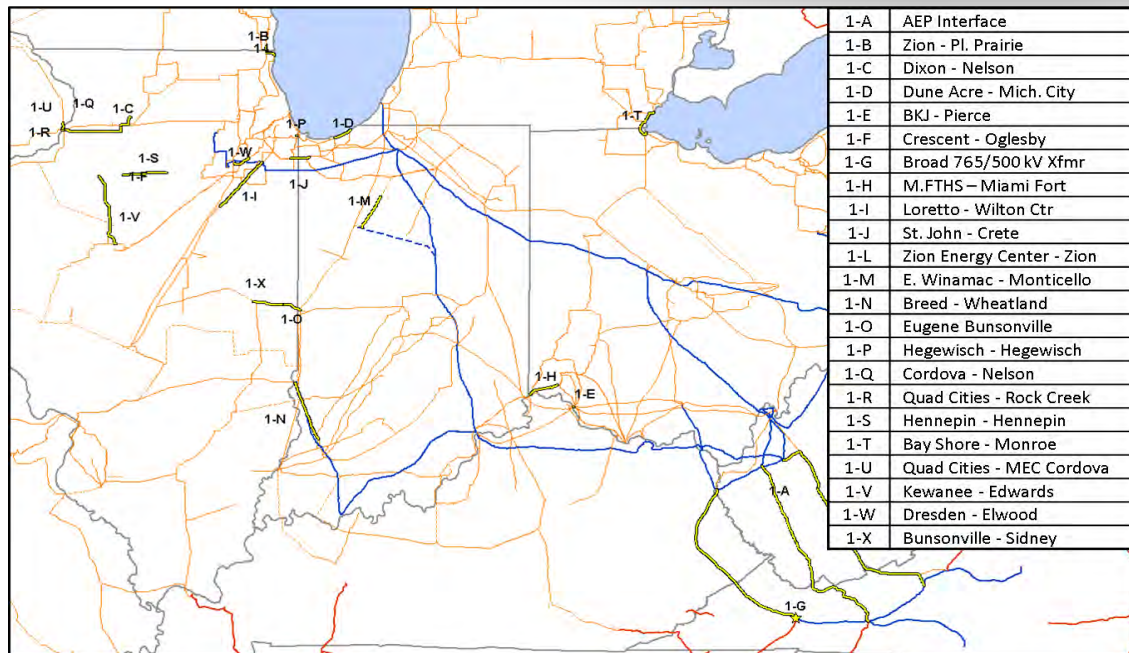 1-B
14
1-U
1-Q
1-C
1-R
1-P
1-D
1-T
1-S
1-W
1-F
1-J
1-I
1-M
1-V
1-X
1-O
1-H
1-E
1-N
1-A
1-G
1-A AEP Interface
1-B Zion - Pl. Prairie
1-C Dixon - Nelson
1-D Dune Acre - Mich. City
1-E BKJ - Pierce
1-F Crescent - Oglesby
1-G Broad 765/500 kV Xfmr
1-H M.FTHS – Miami Fort
1-I Loretto - Wilton Ctr
1-J St. John - Crete
1-L Zion Energy Center - Zion
1-M E. Winamac - Monticello
1-N Breed - Wheatland
1-O Eugene Bunsonville
1-P Hegewisch - Hegewisch
1-Q Cordova - Nelson
1-R Quad Cities - Rock Creek
1-S Hennepin - Hennepin
1-T Bay Shore - Monroe
1-U Quad Cities - MEC Cordova
1-V Kewanee - Edwards
1-W Dresden - Elwood
1-X Bunsonville - Sidney